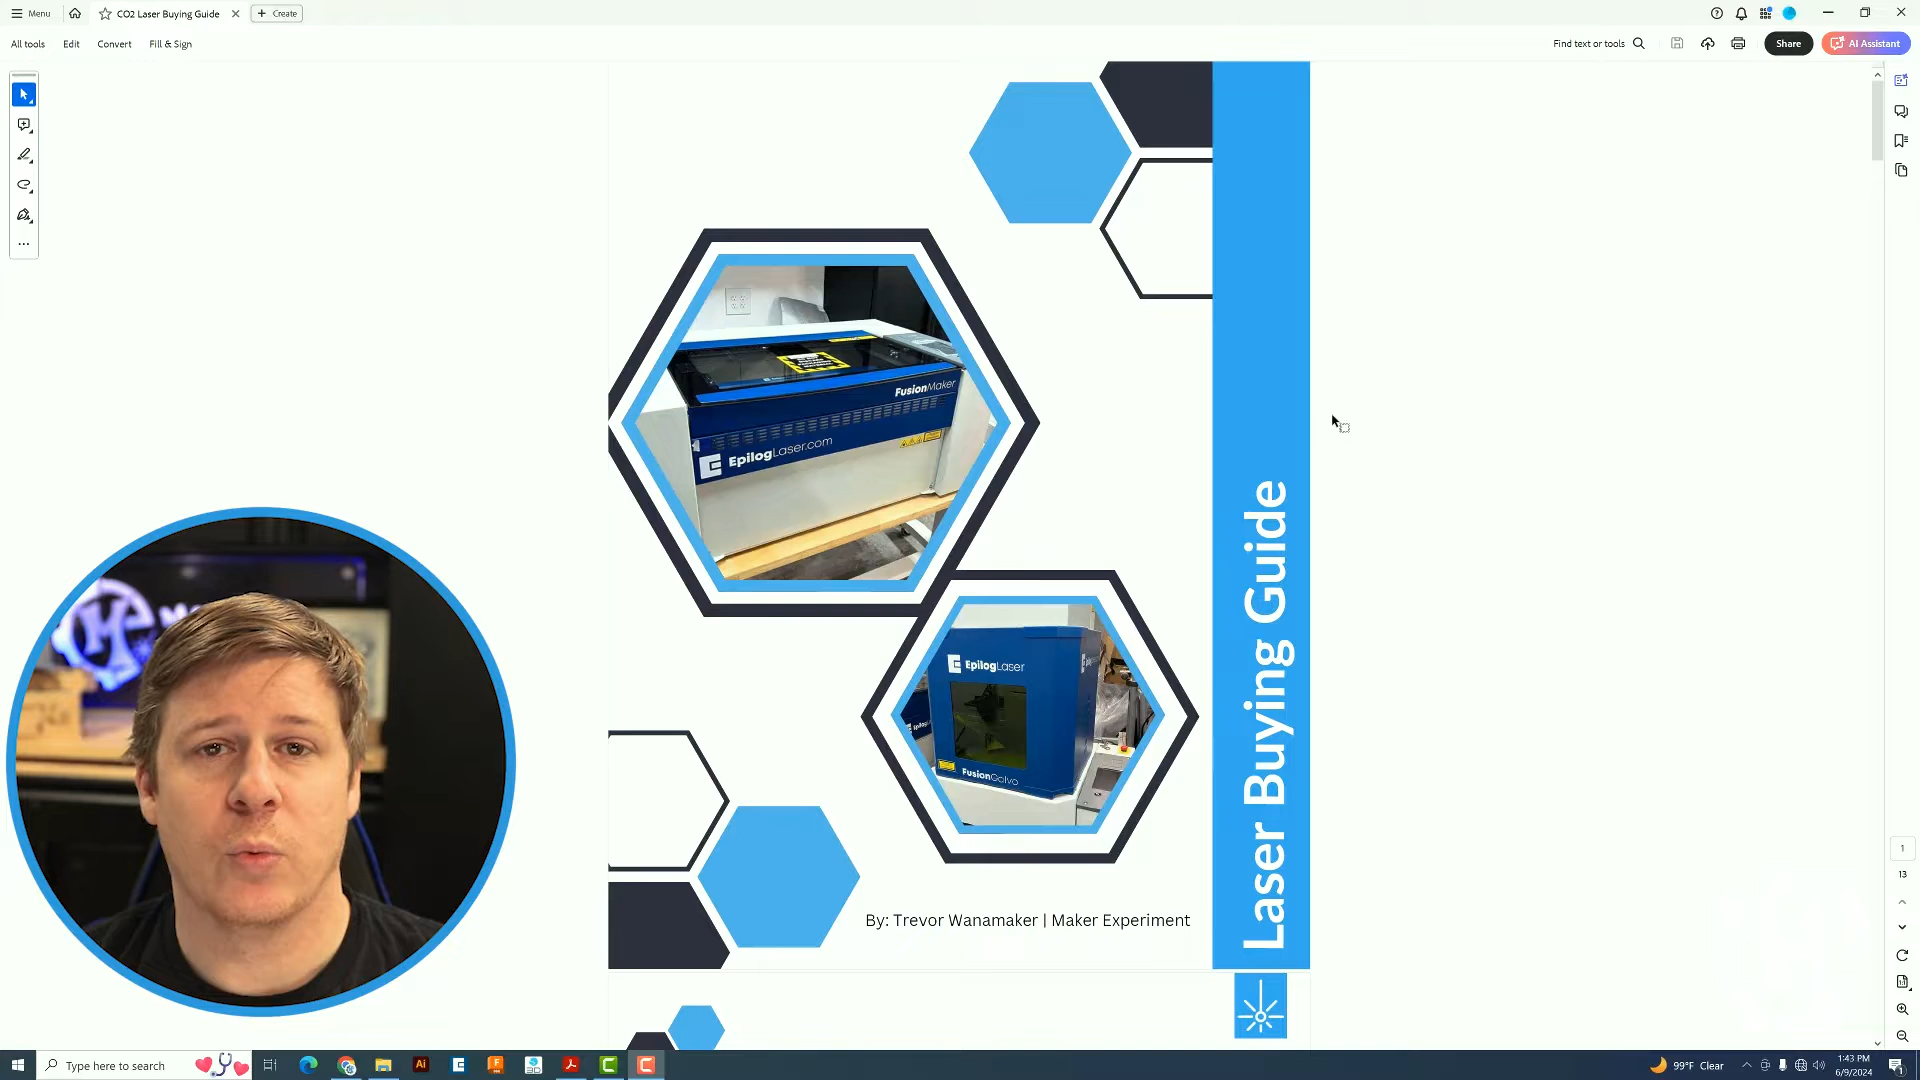 Menu
CO2 Laser Buying Guide
Create
All tools
Edit
Convert
Fill & Sign
Find text or tools
Share
AI Assistant
FusionMaker
EpilogLaser.com
EpilogLaser
FusionGalvo
Laser Buying Guide
By: Trevor Wanamaker | Maker Experiment
1
13
Type here to search
Ai
99°F Clear
1:43 PM
6/9/2024